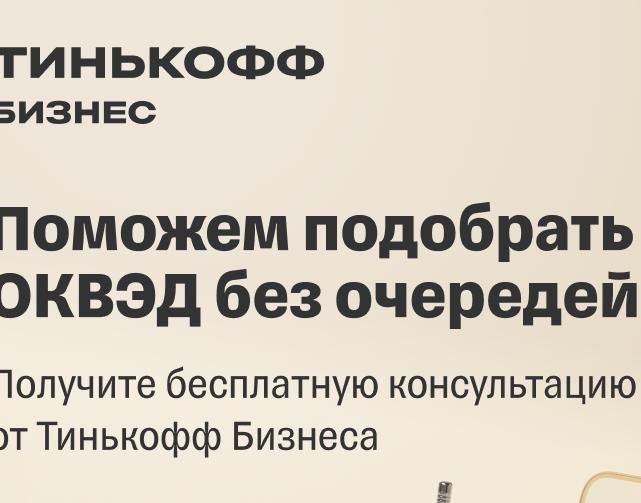 ТИНЬКОФФ
БИЗНЕС
Поможем подобрать
ОКВЭД без очередей
Получите бесплатную консультацию
от Тинькофф Бизнеса